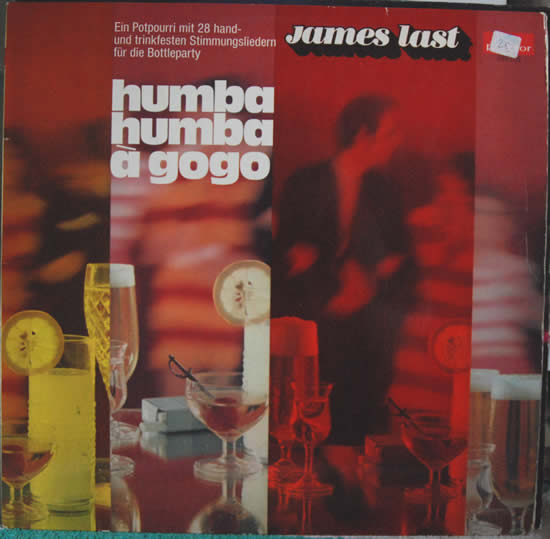 Ein Potpourri mit 28 hand-
und trinkfesten Stimmungsliedern
für die Bottleparty
james last
humba
humba
à gogo